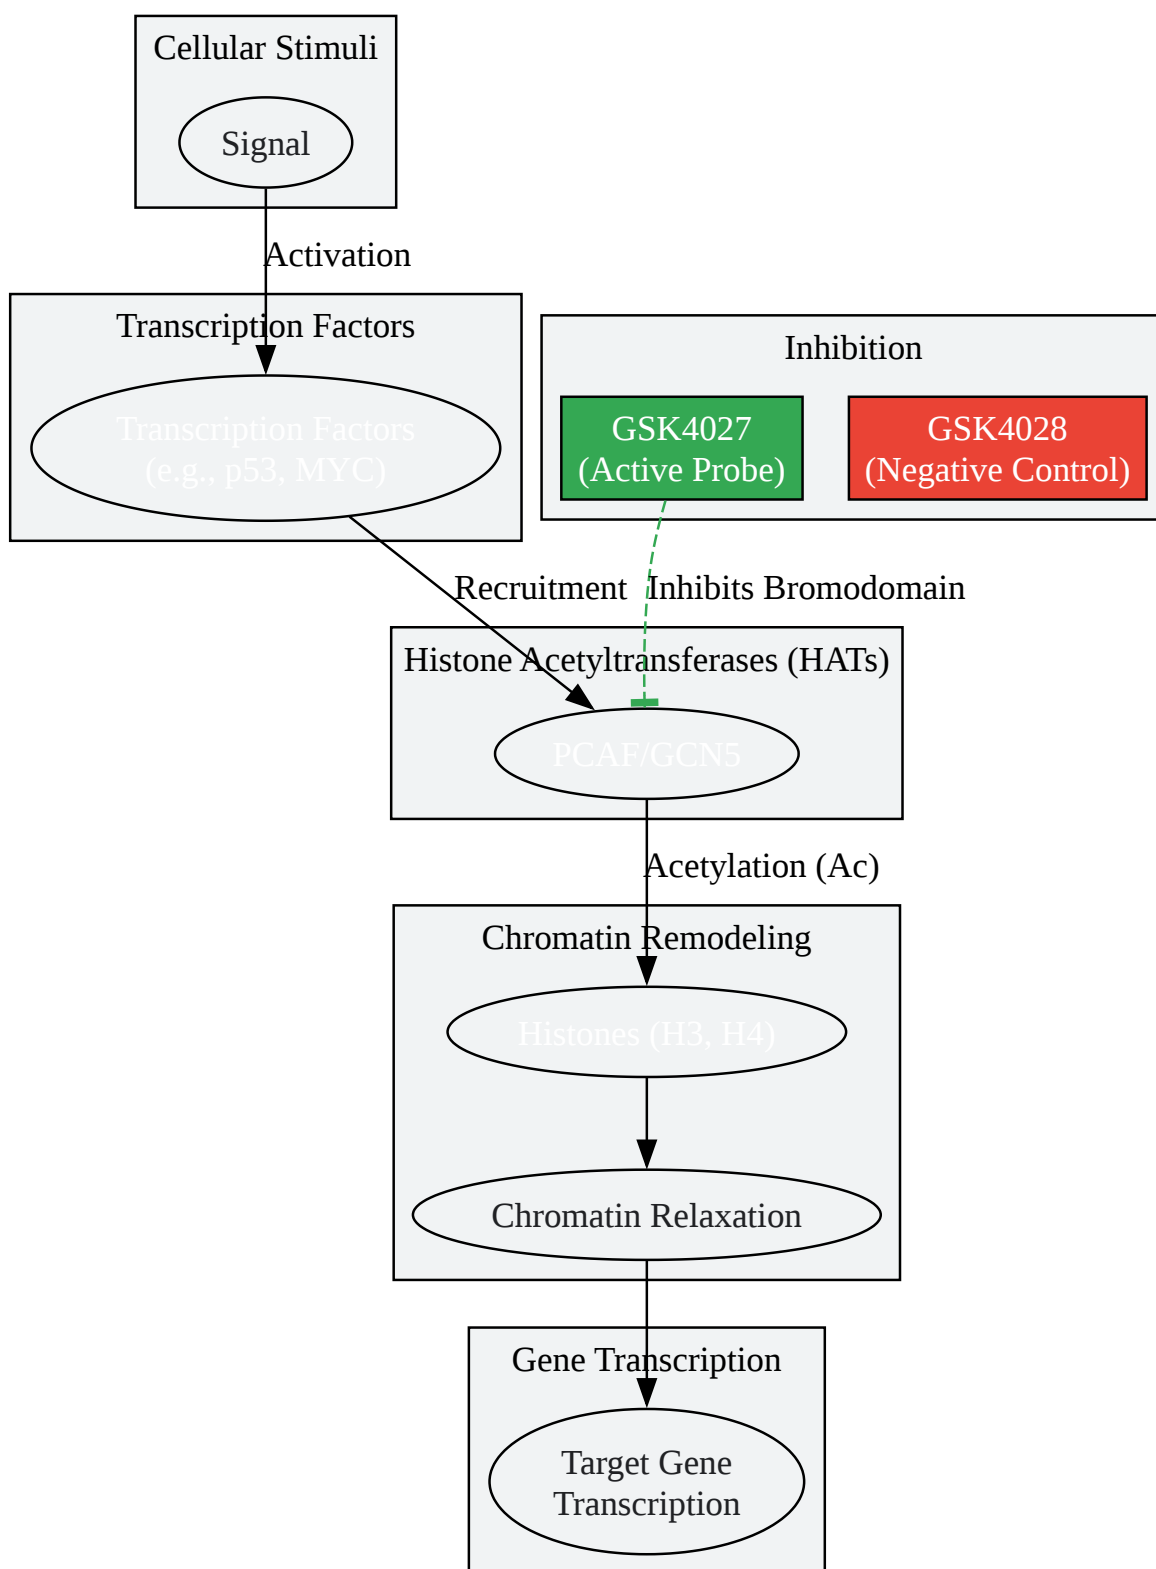 Cellular Stimuli
Signal
Activation
Transcription Factors
Transcription Factors
(e.g., p53, MYC)
Inhibition
GSK4027
(Active Probe)
GSK4028
(Negative Control)
Recruitment
Inhibits Bromodomain
Histone Acetyltransferases (HATs)
PCAF/GCN5
Acetylation (Ac)
Chromatin Remodeling
Histones (H3, H4)
Chromatin Relaxation
Gene Transcription
Target Gene
Transcription